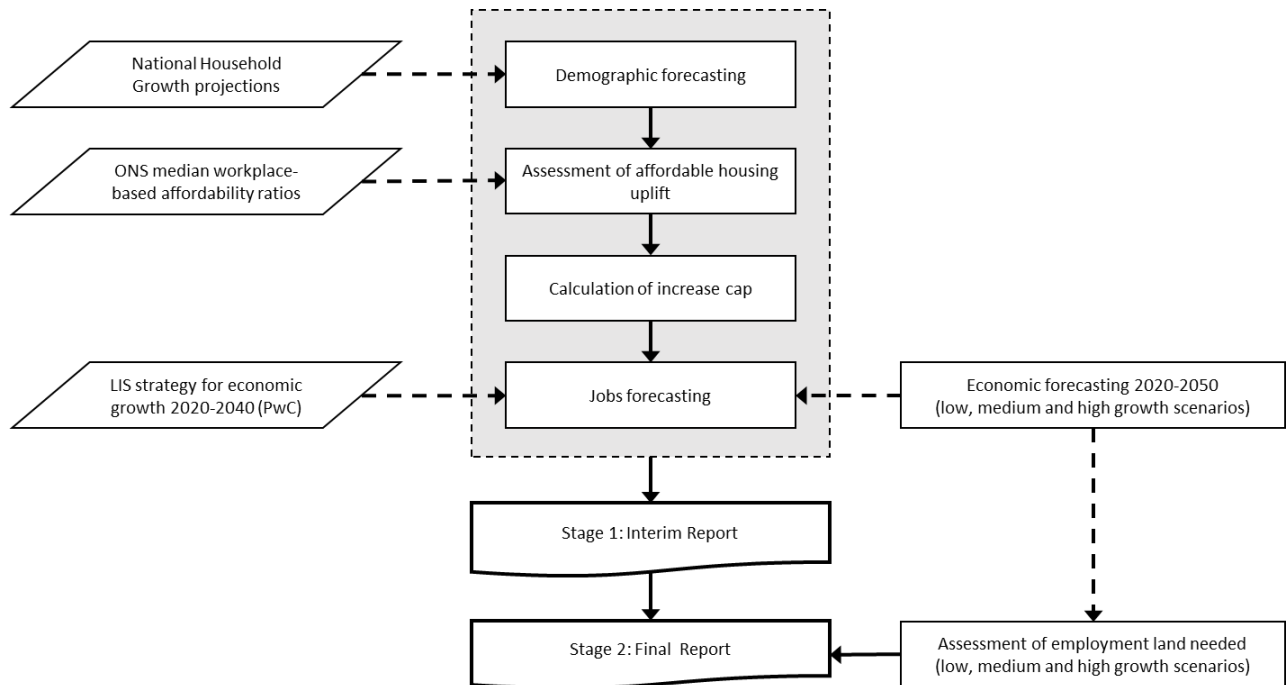 National Household
Growth projections
Demographic forecasting
ONS median workplace-
based affordability ratios
Assessment of affordable housing
uplift
Calculation of increase cap
LIS strategy for economic
growth 2020-2040 (PwC)
Jobs forecasting
Economic forecasting 2020-2050
(low, medium and high growth scenarios)
Stage 1: Interim Report
Stage 2: Final Report
Assessment of employment land needed
(low, medium and high growth scenarios)